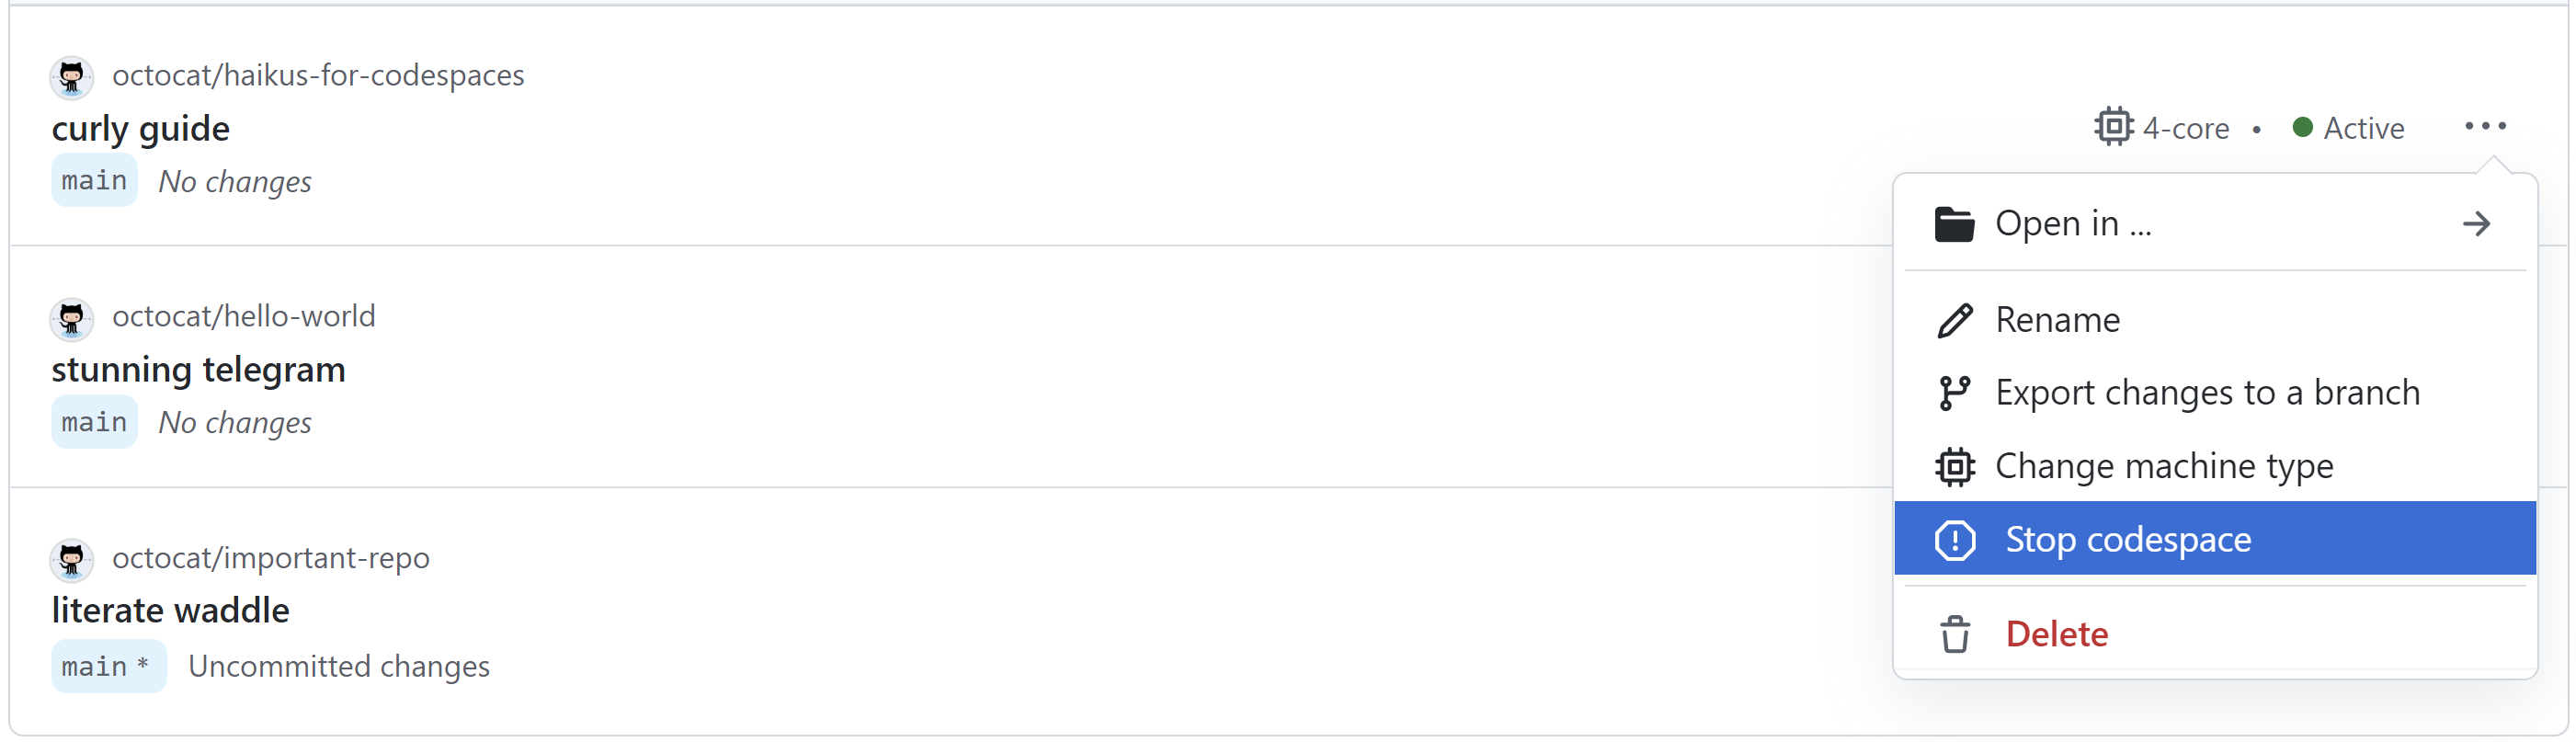 octocat/haikus-for-codespaces
curly guide
4-core • Active ...
main No changes
Open in ...
octocat/hello-world
Rename
stunning telegram
Export changes to a branch
main No changes
Change machine type
Stop codespace
octocat/important-repo
literate waddle
Delete
main * Uncommitted changes